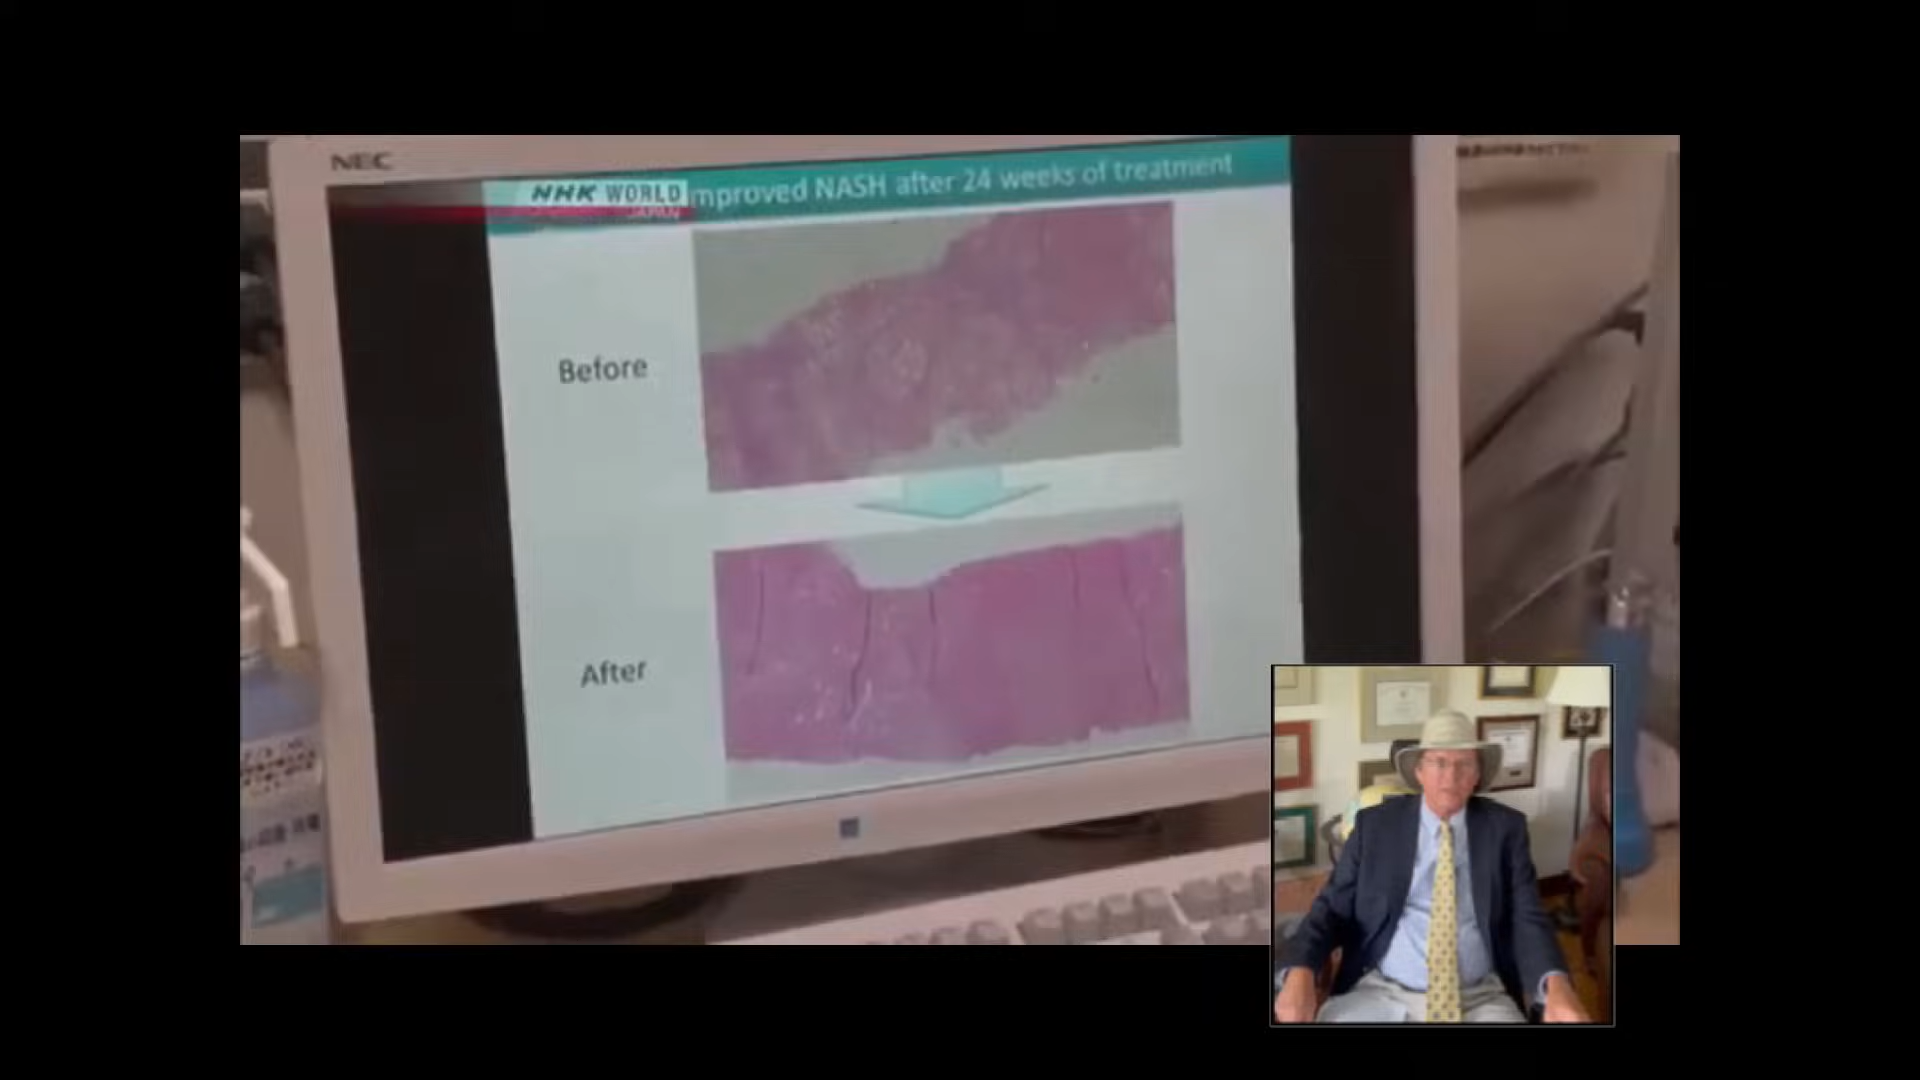 NEC
NHK WORLD
JAPAN
mproved NASH after 24 weeks of treatment
Before
After